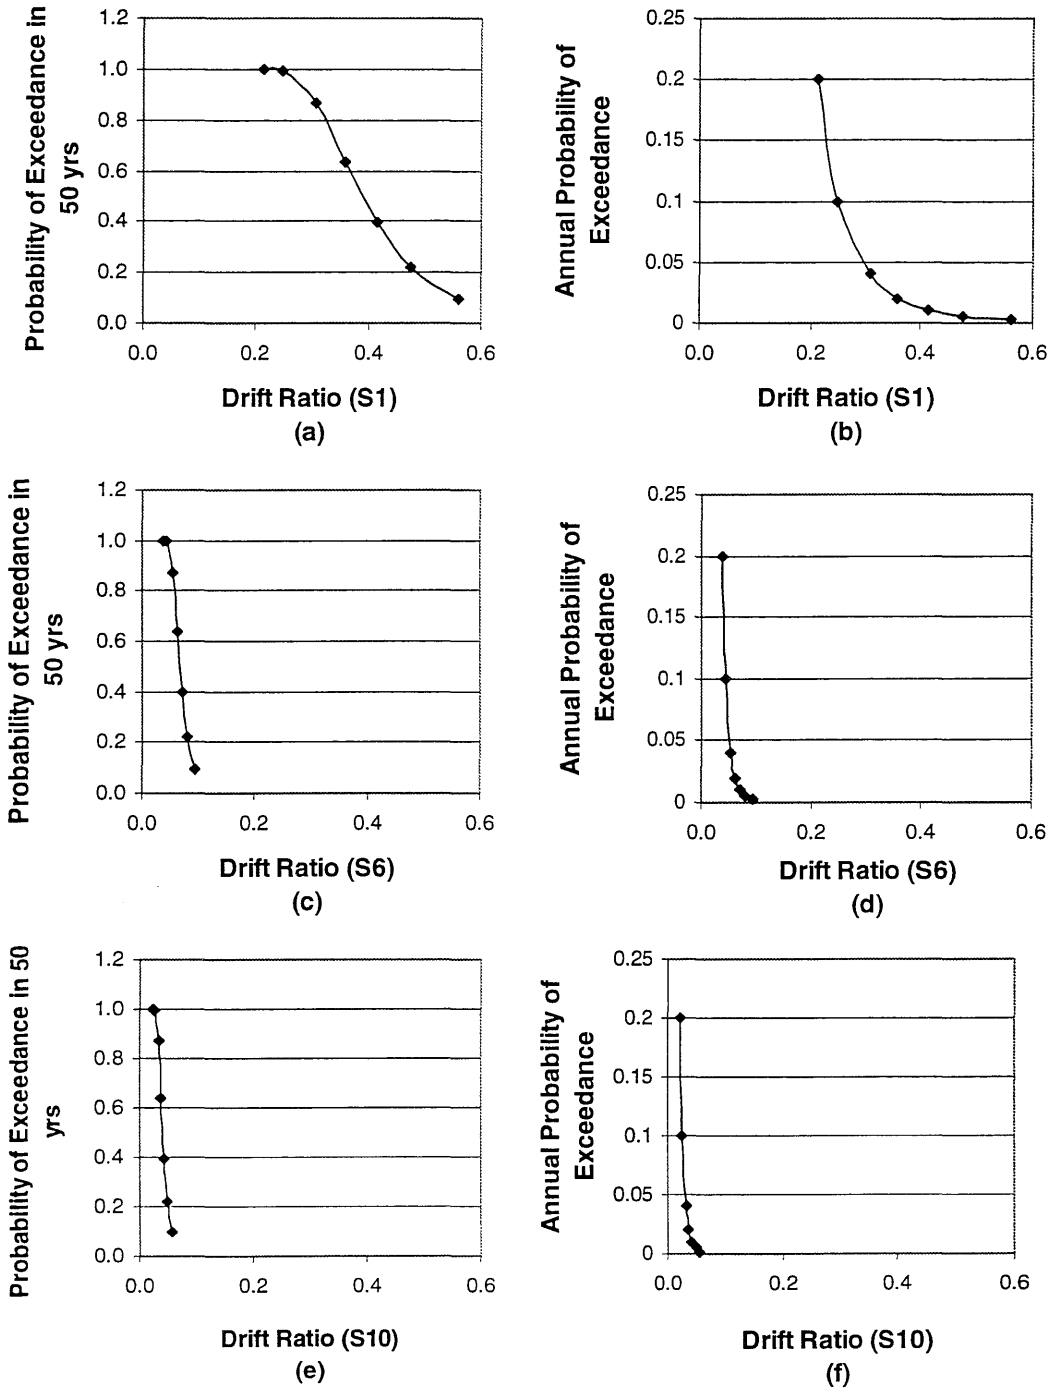 Probability of Exceedance in
50 yrs
1.2
1.0
0.8
0.6
0.4
0.2
0.0
0.0
0.2
0.4
0.6
Drift Ratio (S1)
(a)
Annual Probability of
Exceedance
0.25
0.2
0.15
0.1
0.05
0
0.0
0.2
0.4
0.6
Drift Ratio (S1)
(b)
Probability of Exceedance in
50 yrs
1.2
1.0
0.8
0.6
0.4
0.2
0.0
0.0
0.2
0.4
0.6
Drift Ratio (S6)
(c)
Annual Probability of
Exceedance
0.25
0.2
0.15
0.1
0.05
0
0.0
0.2
0.4
0.6
Drift Ratio (S6)
(d)
Probability of Exceedance in 50
yrs
1.2
1.0
0.8
0.6
0.4
0.2
0.0
0.0
0.2
0.4
0.6
Drift Ratio (S10)
(e)
Annual Probability of
Exceedance
0.25
0.2
0.15
0.1
0.05
0
0.0
0.2
0.4
0.6
Drift Ratio (S10)
(f)